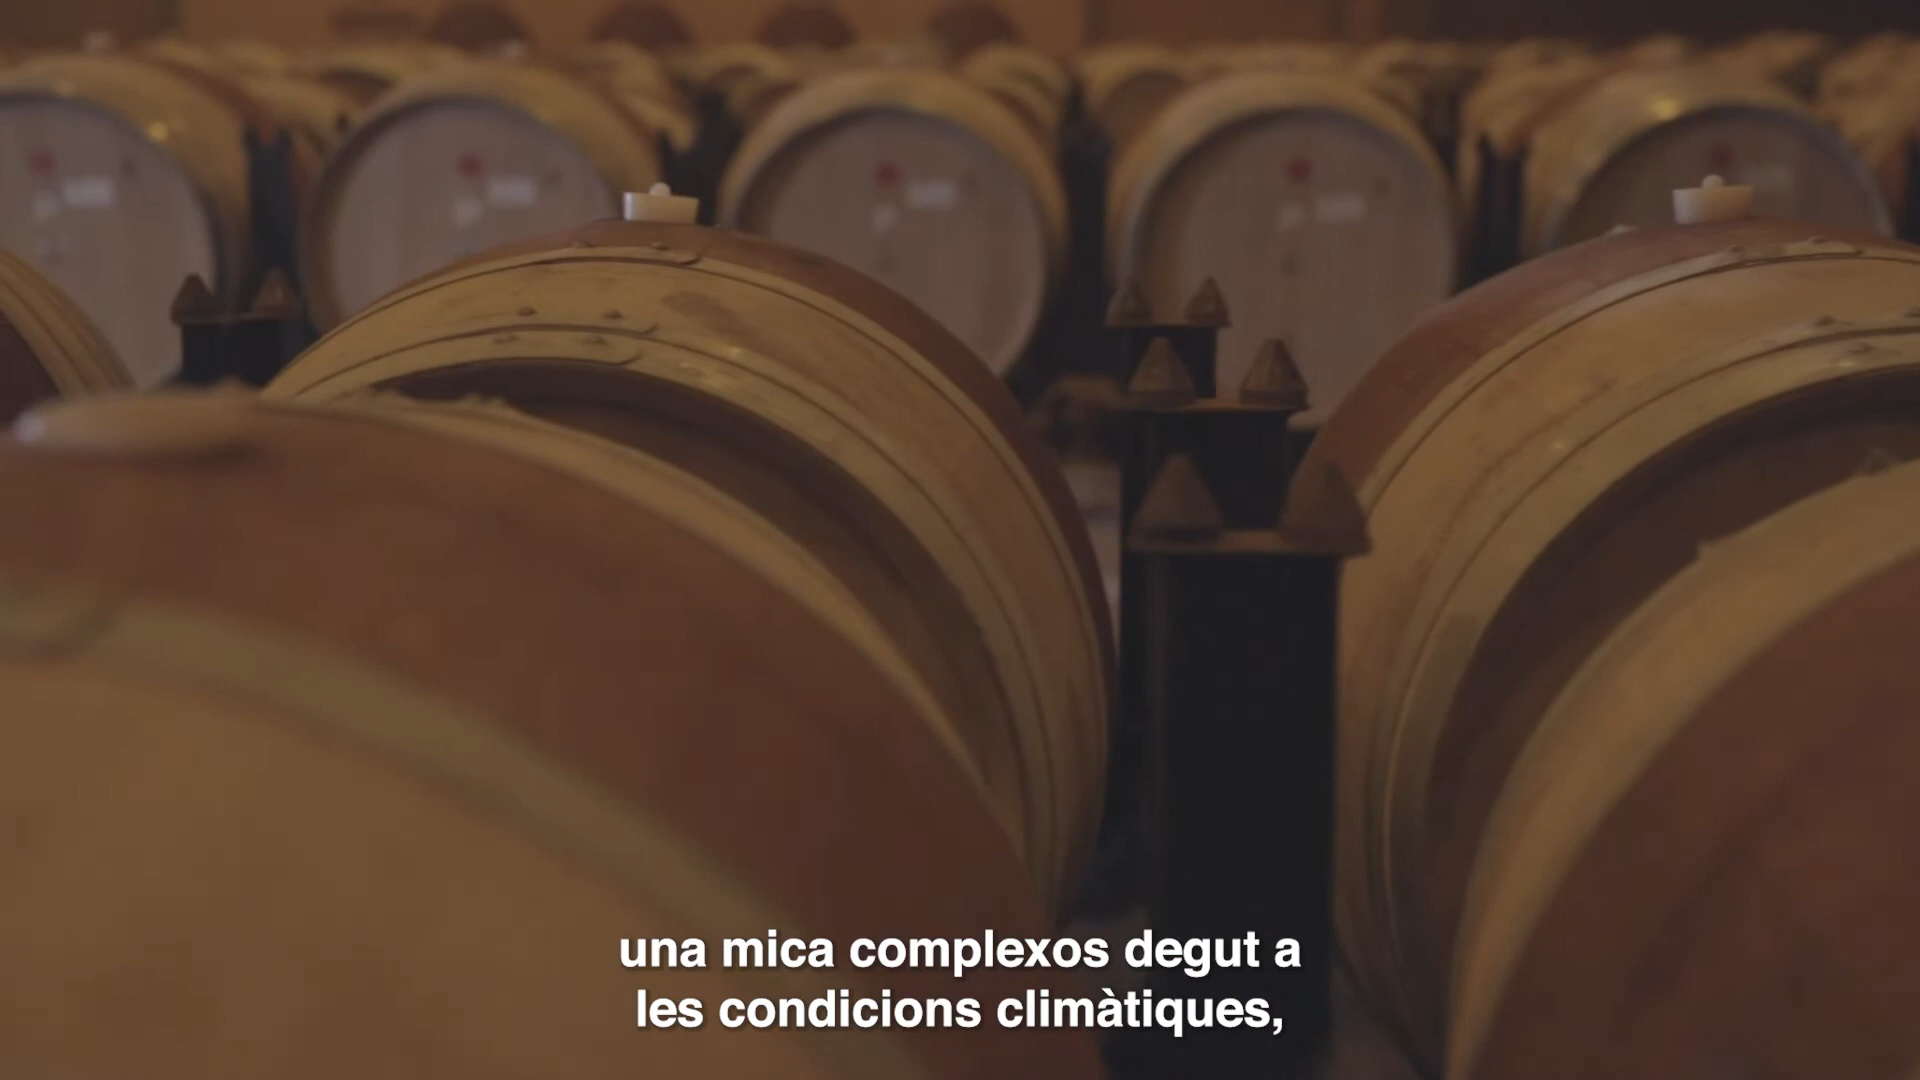 una mica complexos degut a
les condicions climàtiques,